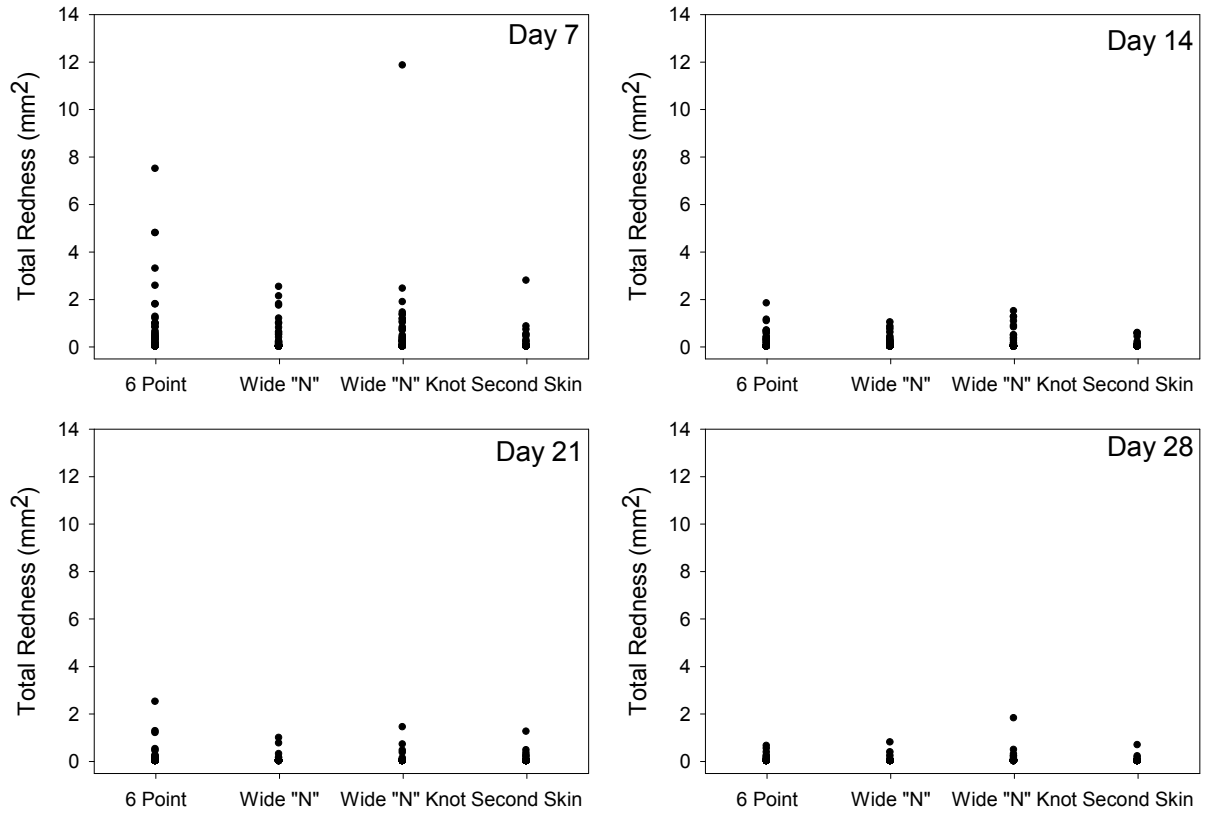 Day 7
Total Redness (mm²)
14
12
10
8
6
4
2
0
6 Point Wide "N" Wide "N" Knot Second Skin
Day 14
Total Redness (mm²)
14
12
10
8
6
4
2
0
6 Point Wide "N" Wide "N" Knot Second Skin
Day 21
Total Redness (mm²)
14
12
10
8
6
4
2
0
6 Point Wide "N" Wide "N" Knot Second Skin
Day 28
Total Redness (mm²)
14
12
10
8
6
4
2
0
6 Point Wide "N" Wide "N" Knot Second Skin